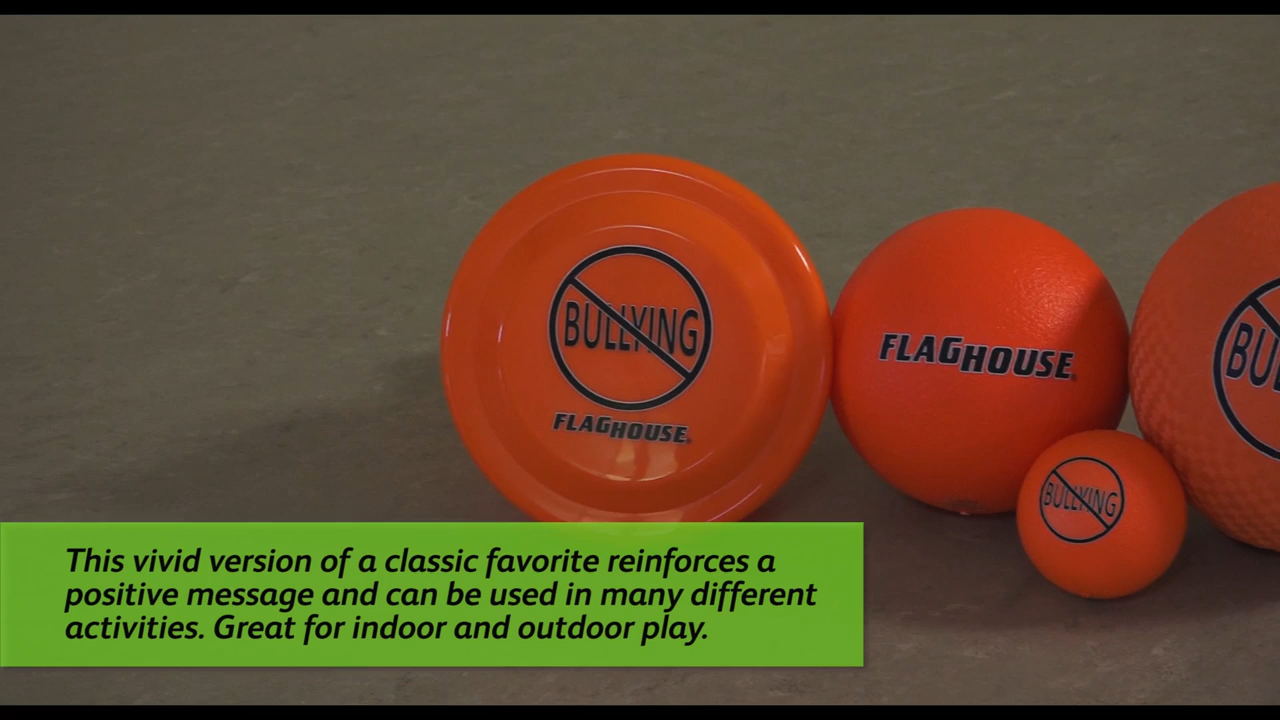 BULLYING
FLAGHOUSE
FLAGHOUSE
BULLYING
BU
This vivid version of a classic favorite reinforces a
positive message and can be used in many different
activities. Great for indoor and outdoor play.